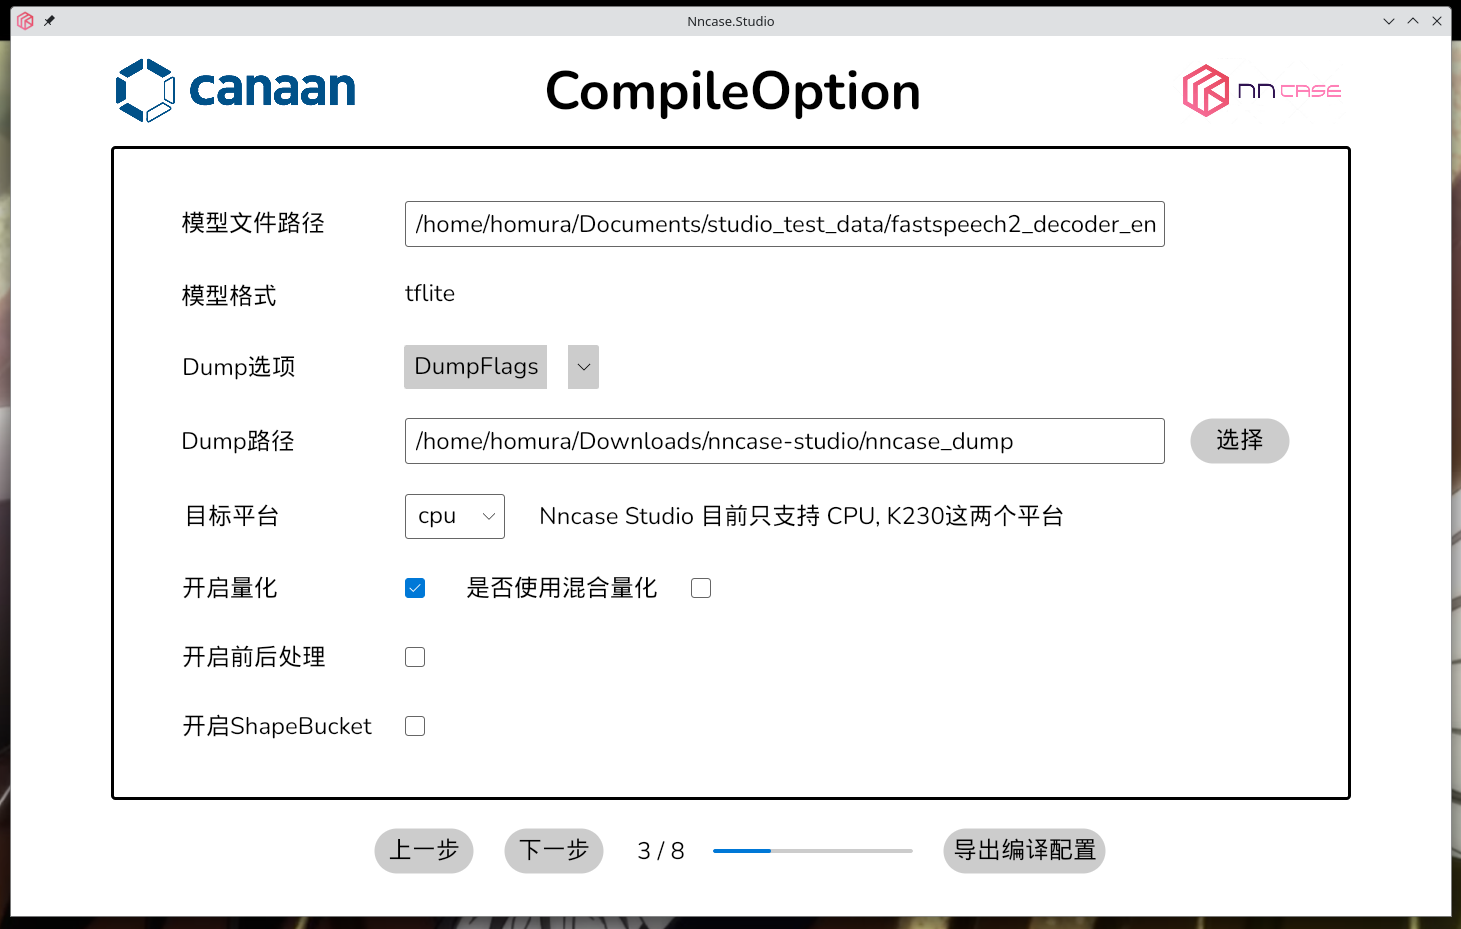 Nncase.Studio
canaan
CompileOption
NNCASE
模型文件路径
/home/homura/Documents/studio_test_data/fastspeech2_decoder_en
模型格式
tflite
Dump选项
DumpFlags
Dump路径
/home/homura/Downloads/nncase-studio/nncase_dump
选择
目标平台
cpu
Nncase Studio 目前只支持 CPU, K230这两个平台
开启量化
是否使用混合量化
开启前后处理
开启ShapeBucket
上一步
下一步
3 / 8
导出编译配置